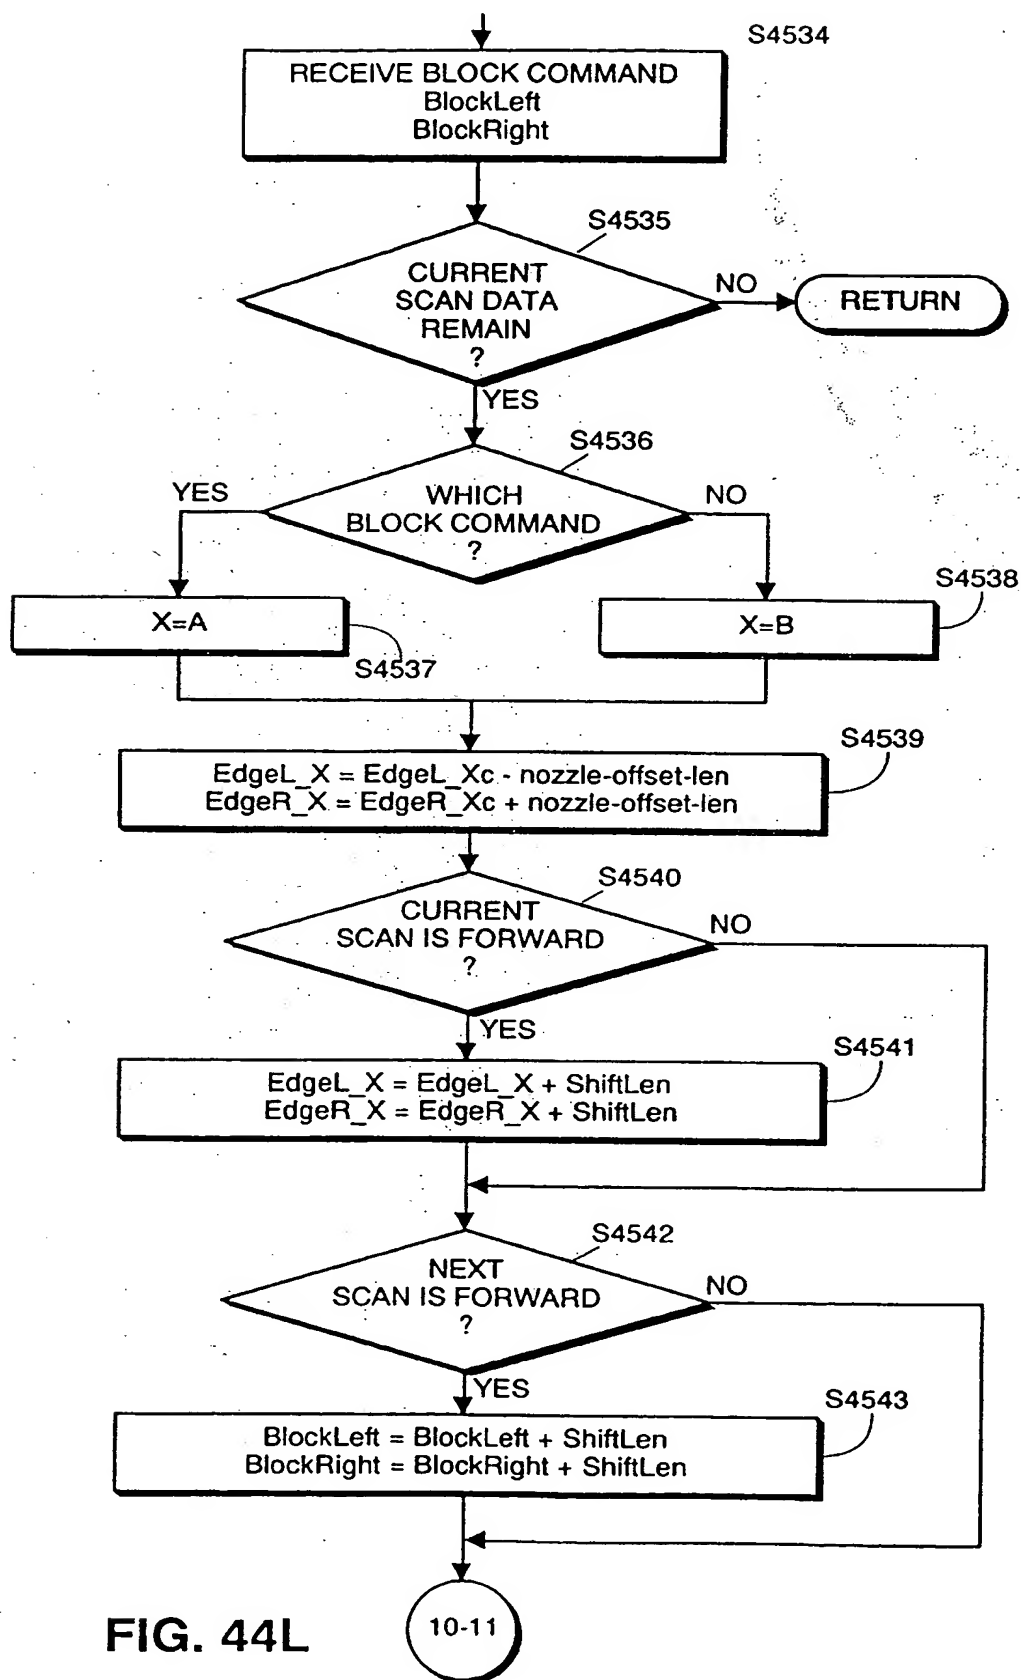 S4534
RECEIVE BLOCK COMMAND
BlockLeft
BlockRight
S4535
CURRENT
SCAN DATA
REMAIN
?
NO
RETURN
YES
S4536
YES
WHICH
BLOCK COMMAND
?
NO
S4538
X=A
X=B
S4537
S4539
EdgeL_X = EdgeL_Xc - nozzle-offset-len
EdgeR_X = EdgeR_Xc + nozzle-offset-len
S4540
CURRENT
SCAN IS FORWARD
?
NO
YES
S4541
EdgeL_X = EdgeL_X + ShiftLen
EdgeR_X = EdgeR_X + ShiftLen
S4542
NEXT
SCAN IS FORWARD
?
NO
YES
S4543
BlockLeft = BlockLeft + ShiftLen
BlockRight = BlockRight + ShiftLen
10-11
FIG. 44L